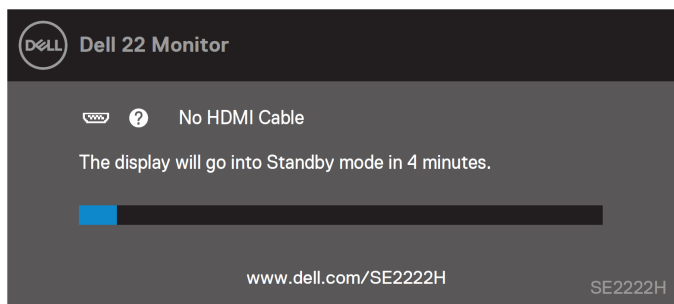 DELL Dell 22 Monitor
No HDMI Cable
The display will go into Standby mode in 4 minutes.
www.dell.com/SE2222H
SE2222H